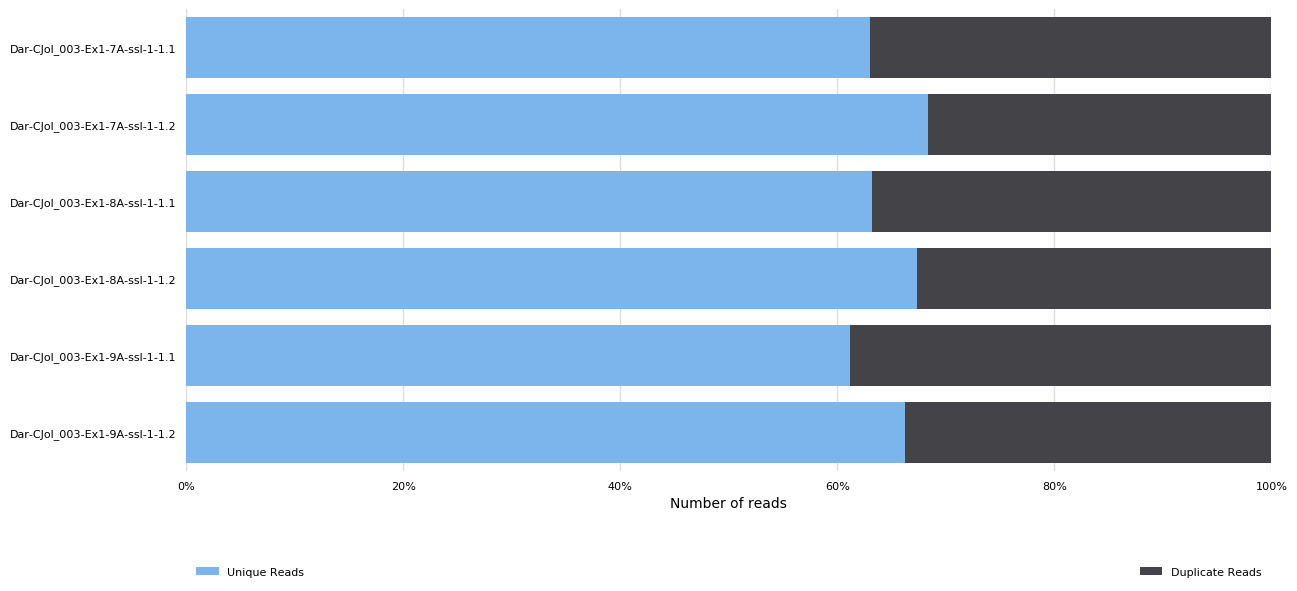 Dar-CJol_003-Ex1-7A-ssl-1-1.1
Dar-CJol_003-Ex1-7A-ssl-1-1.2
Dar-CJol_003-Ex1-8A-ssl-1-1.1
Dar-CJol_003-Ex1-8A-ssl-1-1.2
Dar-CJol_003-Ex1-9A-ssl-1-1.1
Dar-CJol_003-Ex1-9A-ssl-1-1.2
0% 20% 40% 60% 80% 100%
Number of reads
Unique Reads Duplicate Reads